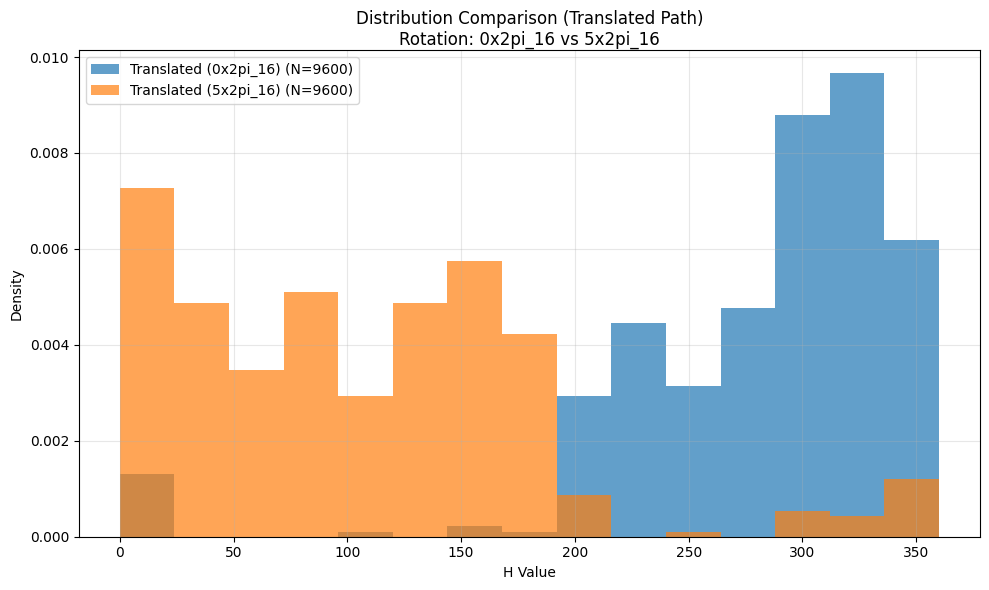 Distribution Comparison (Translated Path)
Rotation: 0x2pi_16 vs 5x2pi_16
Translated (0x2pi_16) (N=9600)
Translated (5x2pi_16) (N=9600)
Density
0.010
0.008
0.006
0.004
0.002
0.000
0 50 100 150 200 250 300 350
H Value